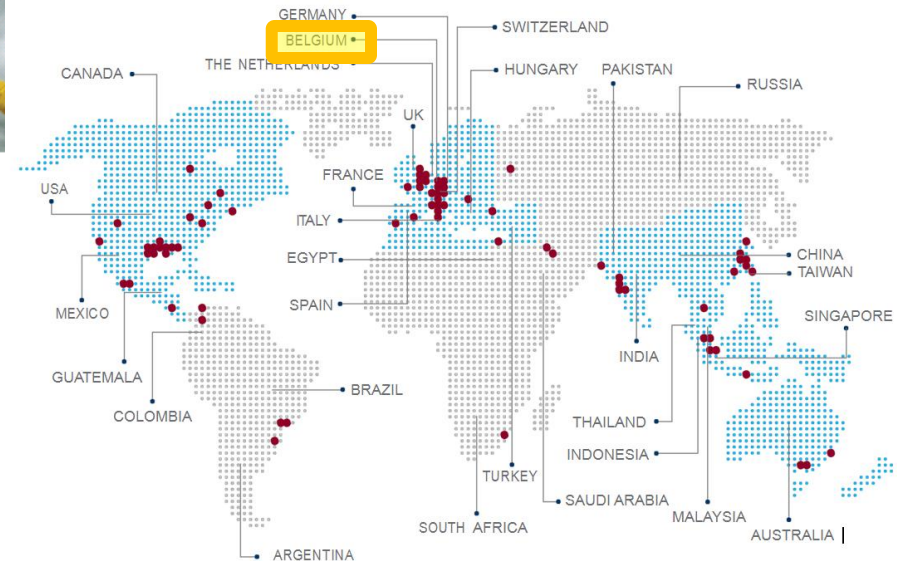 GERMANY
SWITZERLAND
BELGIUM
THE NETHERLANDS
HUNGARY
PAKISTAN
CANADA
RUSSIA
UK
FRANCE
USA
ITALY
EGYPT
CHINA
TAIWAN
SPAIN
MEXICO
SINGAPORE
INDIA
GUATEMALA
BRAZIL
COLOMBIA
THAILAND
INDONESIA
TURKEY
SAUDI ARABIA
MALAYSIA
SOUTH AFRICA
AUSTRALIA
ARGENTINA